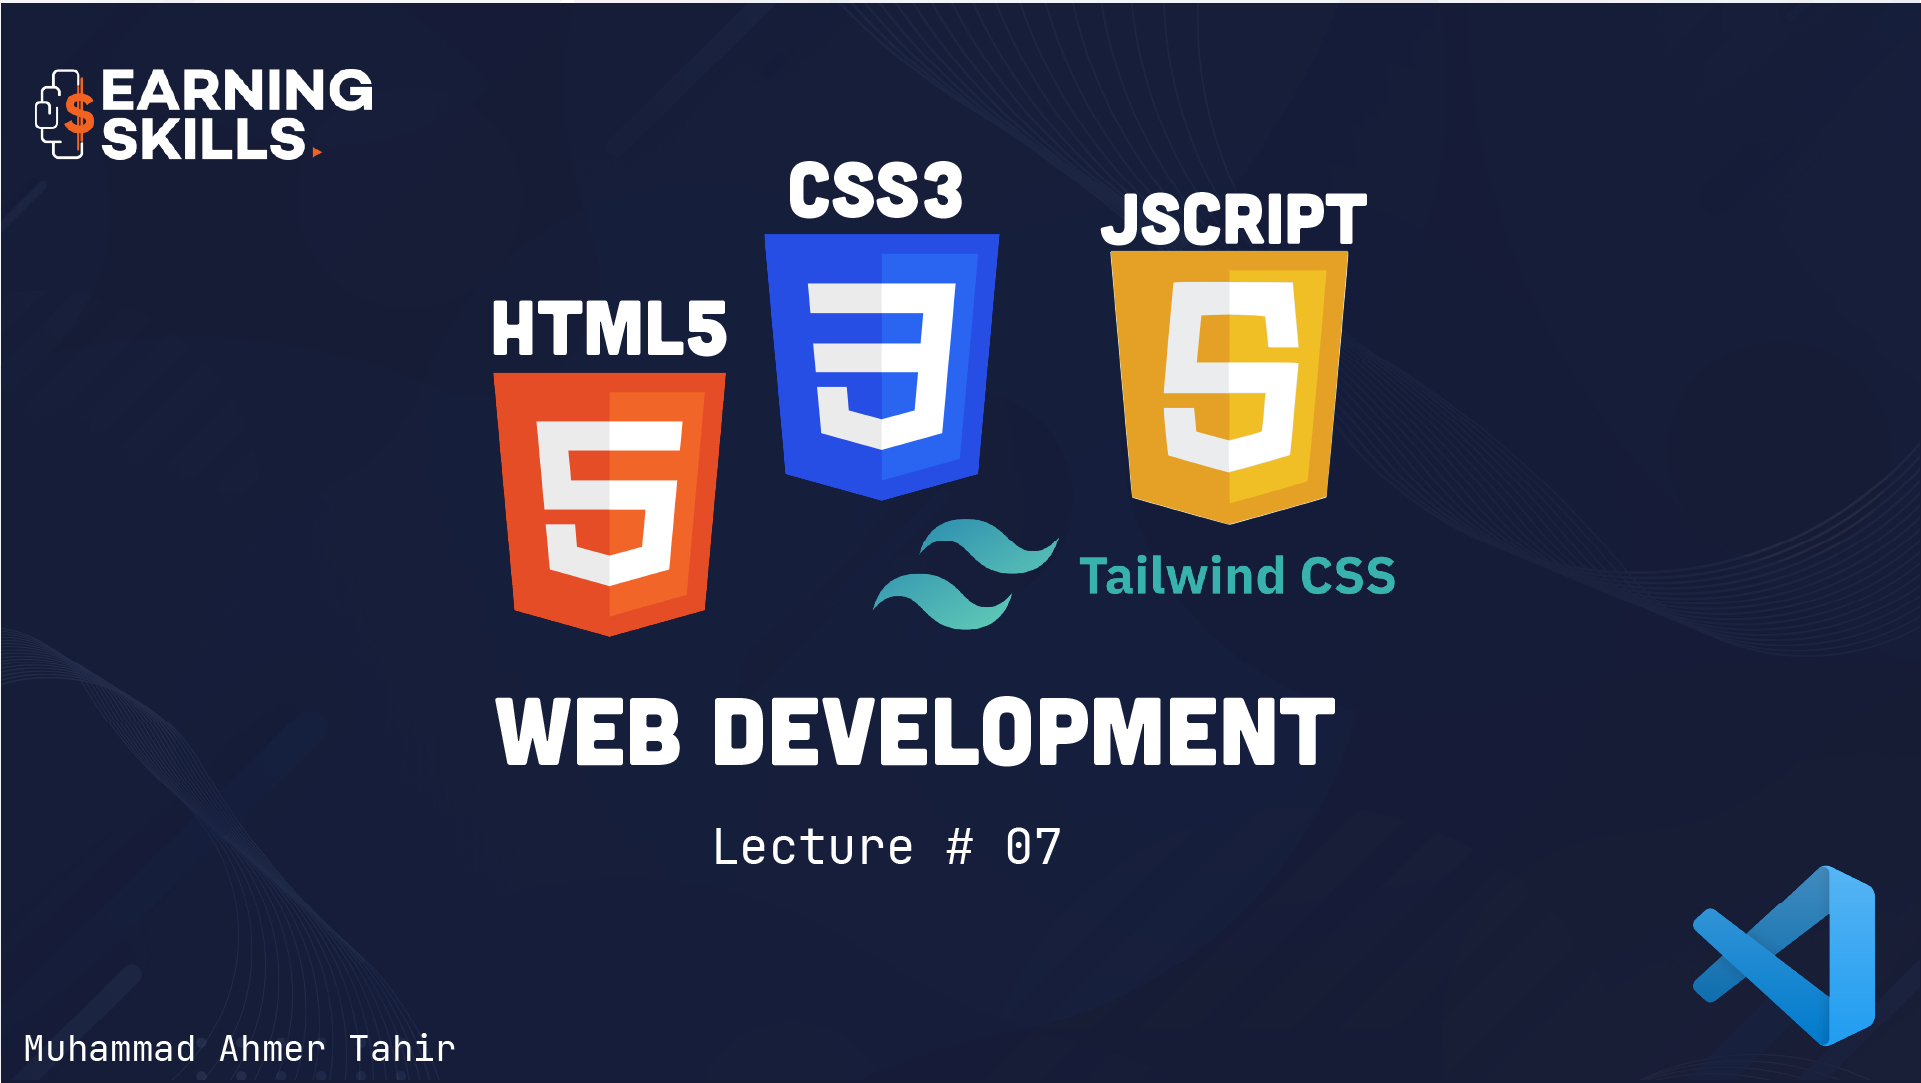 EARNING
SKILLS
CSS3
JSCRIPT
HTML5
Tailwind CSS
WEB DEVELOPMENT
Lecture # 07
Muhammad Ahmer Tahir